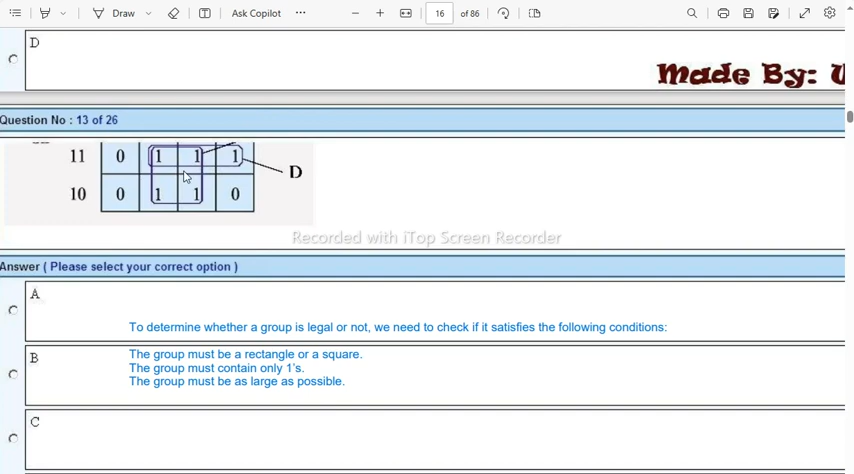 Draw
Ask Copilot
16 of 86
D
Made By:
Question No : 13 of 26
11 0 1 1 1
D
10 0 1 1 0
Recorded with iTop Screen Recorder
Answer ( Please select your correct option )
A
To determine whether a group is legal or not, we need to check if it satisfies the following conditions:
B
The group must be a rectangle or a square.
The group must contain only 1's.
The group must be as large as possible.
C